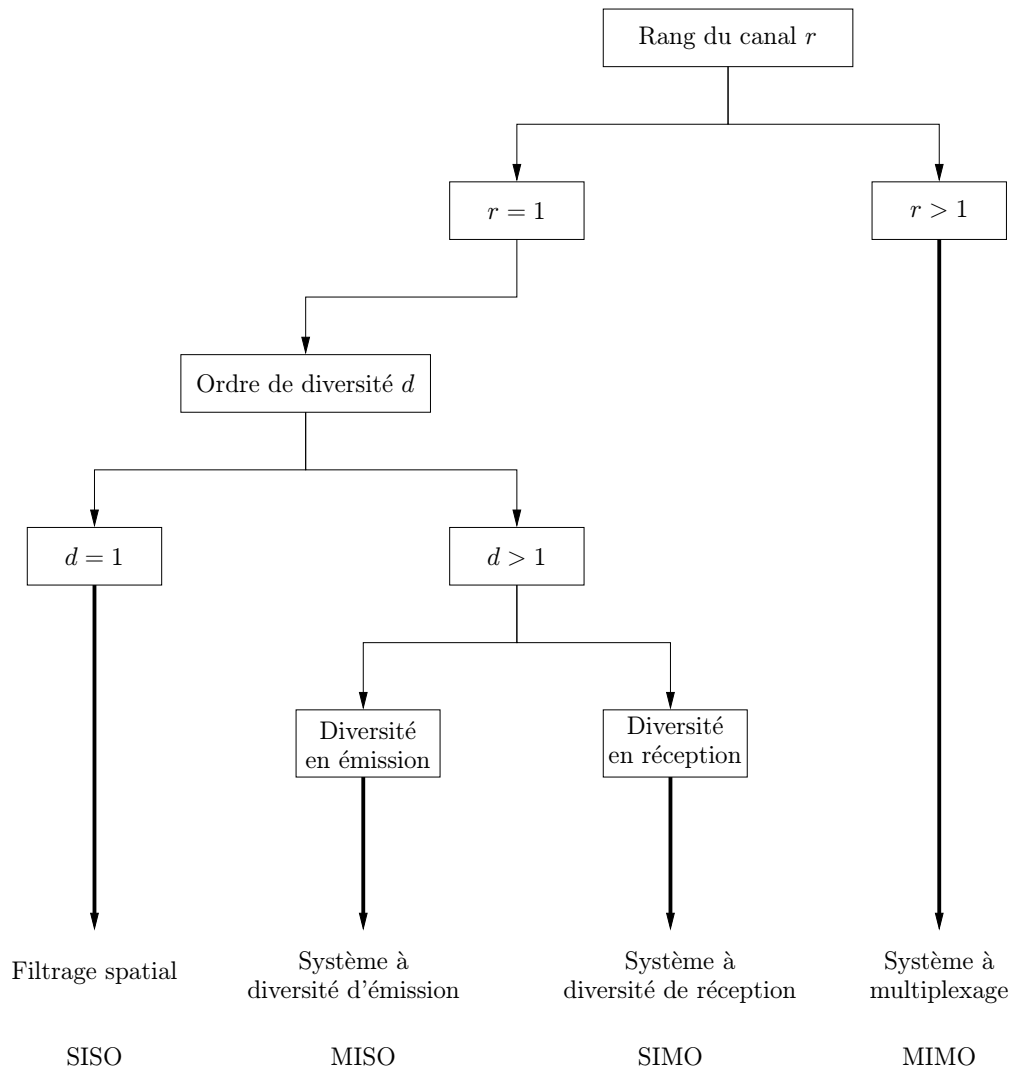 Rang du canal r
r = 1
r > 1
Ordre de diversité d
d = 1
d > 1
Diversité
en émission
Diversité
en réception
Filtrage spatial
Système à
diversité d'émission
Système à
diversité de réception
Système à
multiplexage
SISO
MISO
SIMO
MIMO